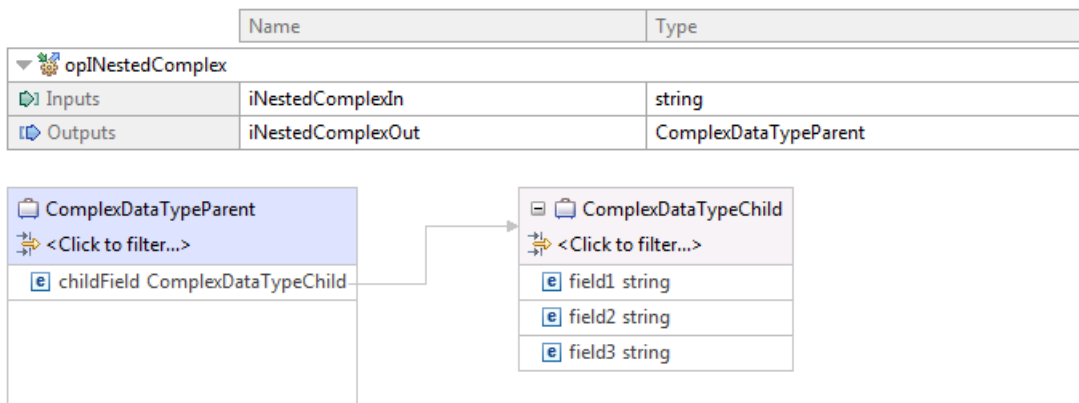 Name Type
opINestedComplex
Inputs iNestedComplexIn string
Outputs iNestedComplexOut ComplexDataTypeParent
ComplexDataTypeParent
<Click to filter...>
e childField ComplexDataTypeChild
ComplexDataTypeChild
<Click to filter...>
e field1 string
e field2 string
e field3 string